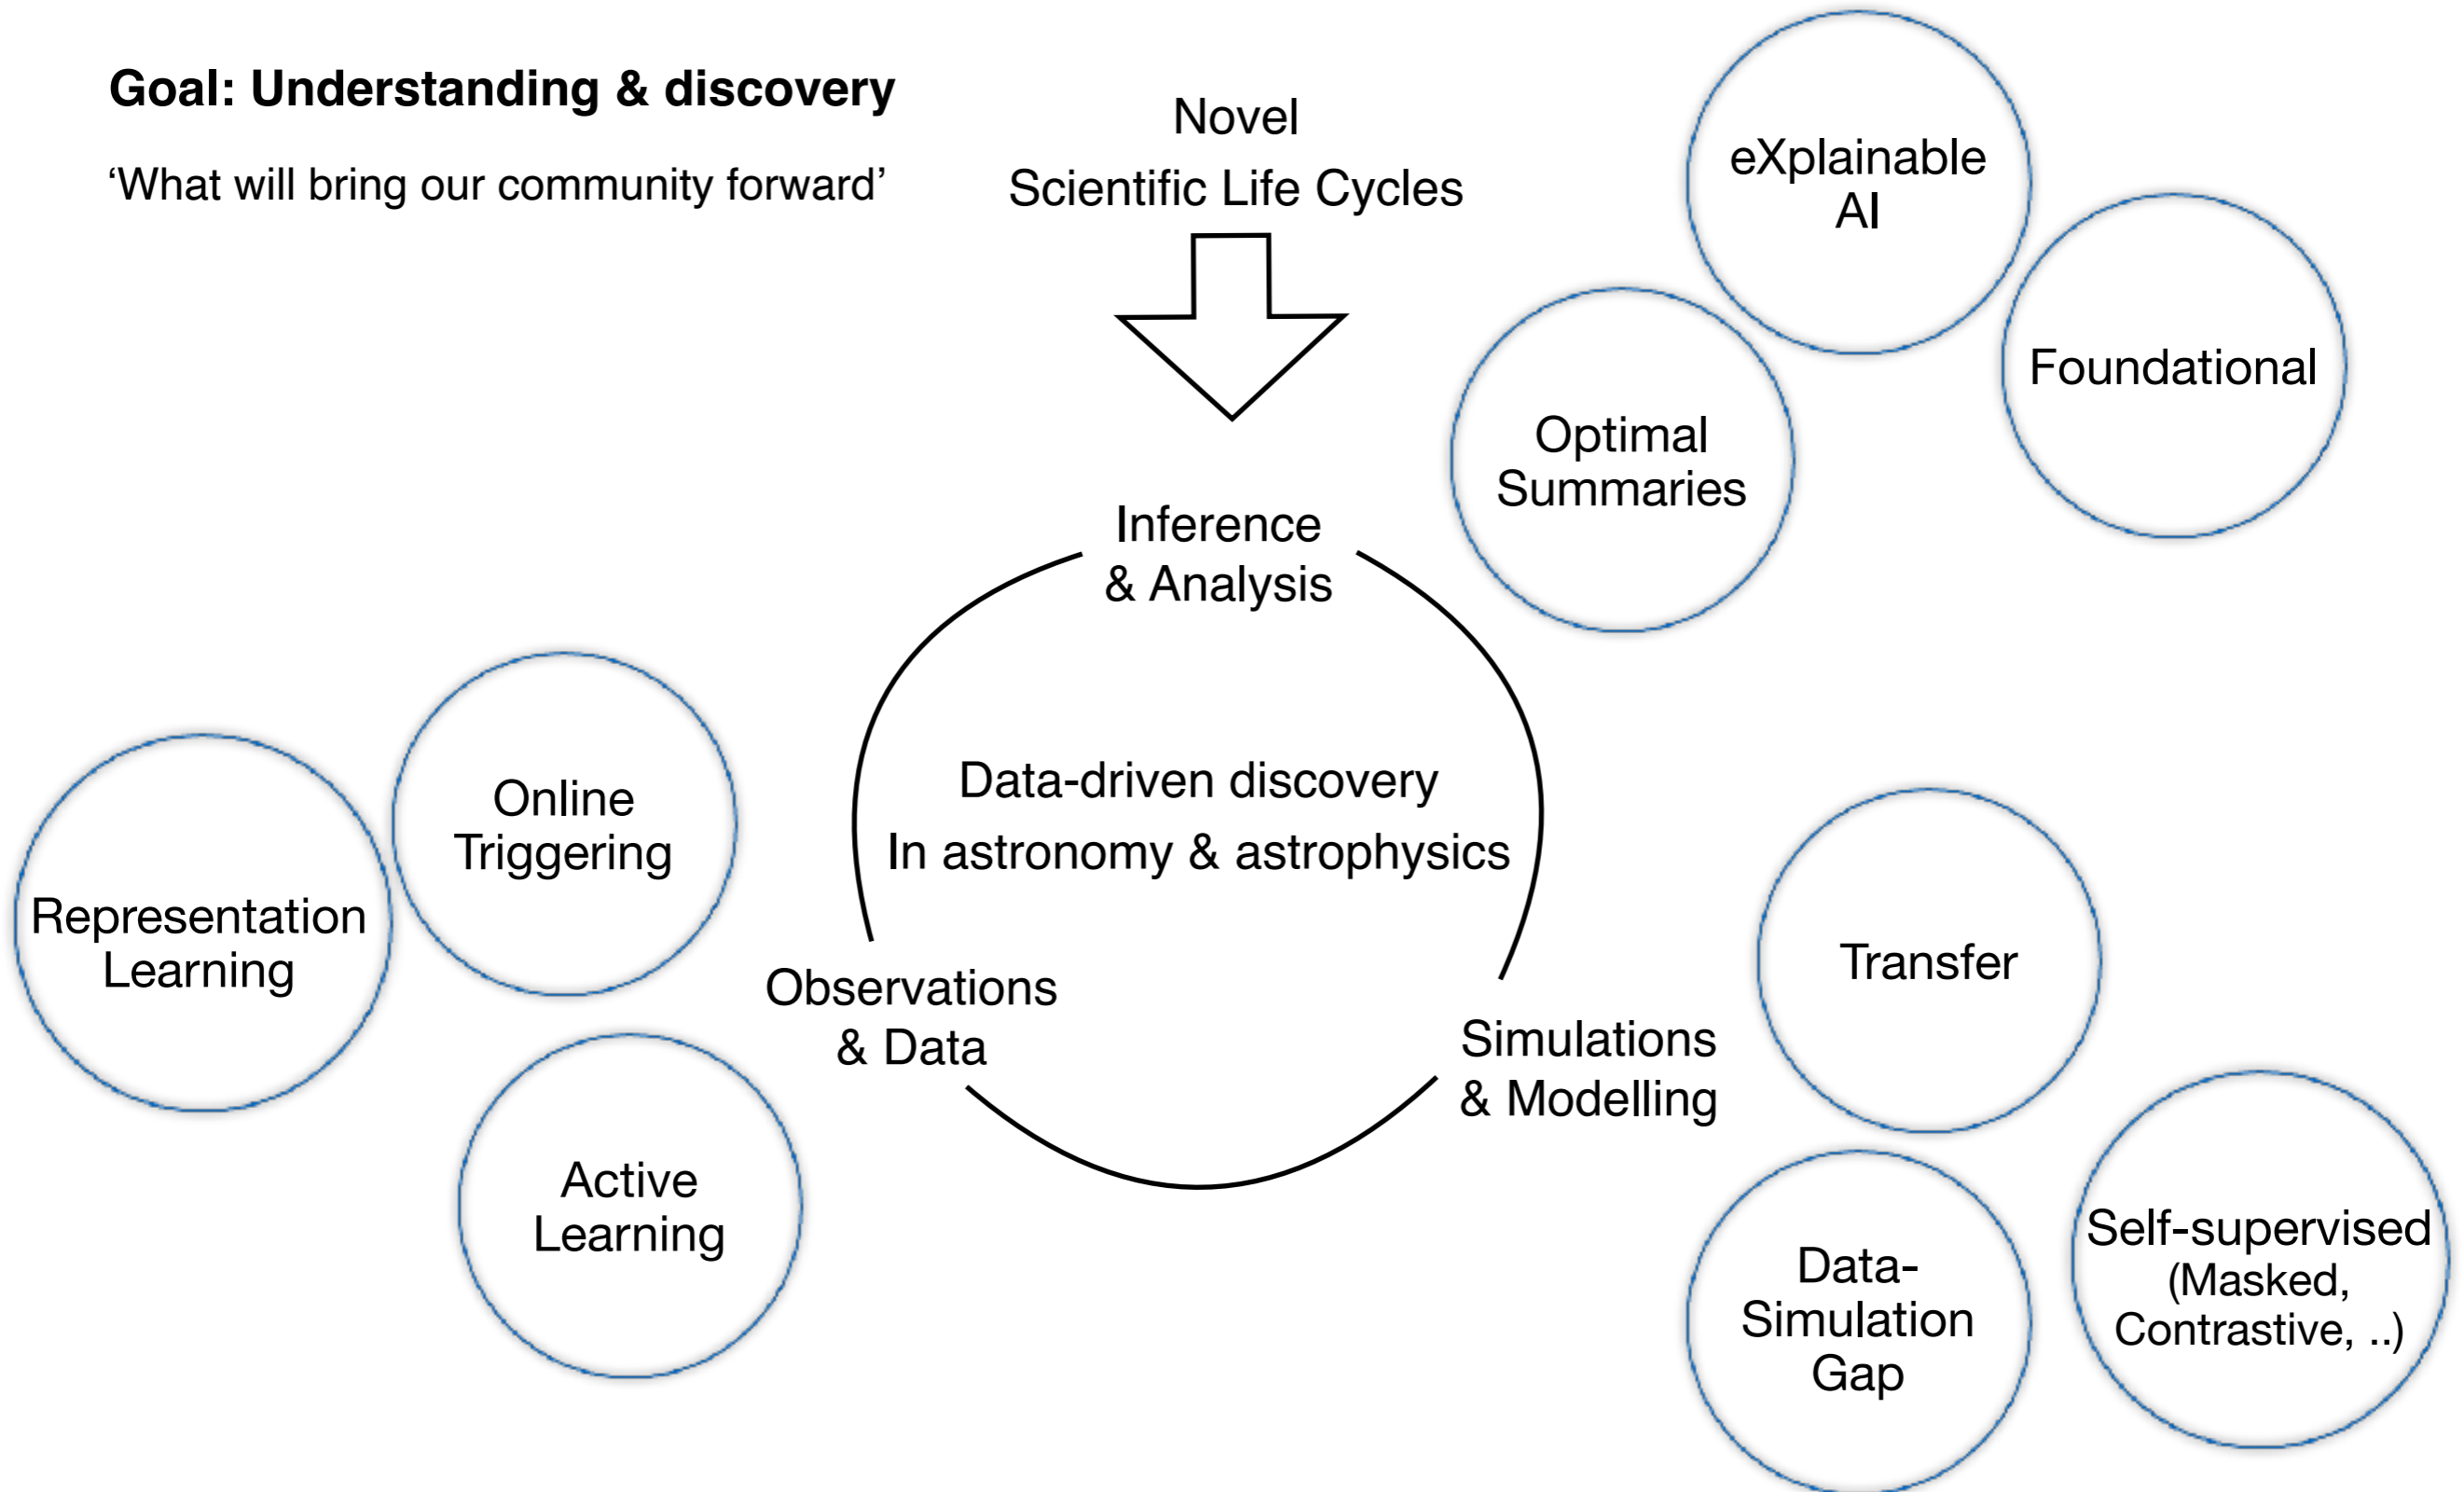 Goal: Understanding & discovery
‘What will bring our community forward’
Novel
Scientific Life Cycles
eXplainable
AI
Foundational
Optimal
Summaries
Inference
& Analysis
Data-driven discovery
In astronomy & astrophysics
Online
Triggering
Representation
Learning
Active
Learning
Observations
& Data
Simulations
& Modelling
Transfer
Data-
Simulation
Gap
Self-supervised
(Masked,
Contrastive, ..)